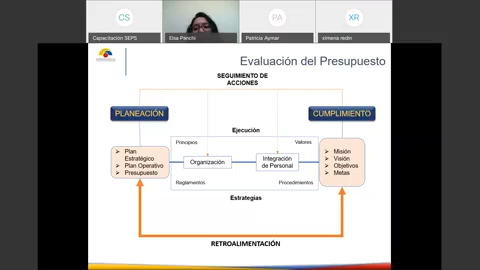 CS
PA
XR
Capacitación SEPS
Elsa Panchi
Patricia Aymar
ximena redin
Evaluación del Presupuesto
SEGUIMIENTO DE
ACCIONES
PLANEACIÓN
CUMPLIMIENTO
Ejecución
Principios
Valores
Plan
Estratégico
Plan Operativo
Presupuesto
Organización
Integración
de Personal
Misión
Visión
Objetivos
Metas
Reglamentos
Procedimientos
Estrategias
RETROALIMENTACIÓN